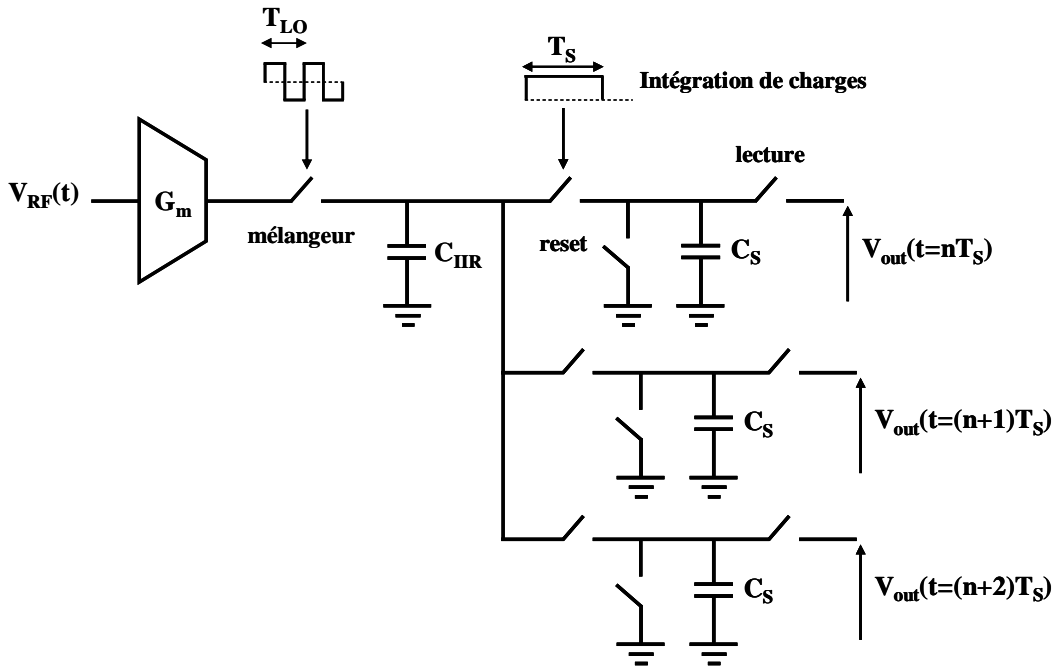 T_LO
T_S
Intégration de charges
lecture
V_RF(t)
G_m
mélangeur
C_IIR
reset
C_S
V_out(t=nT_S)
C_S
V_out(t=(n+1)T_S)
C_S
V_out(t=(n+2)T_S)